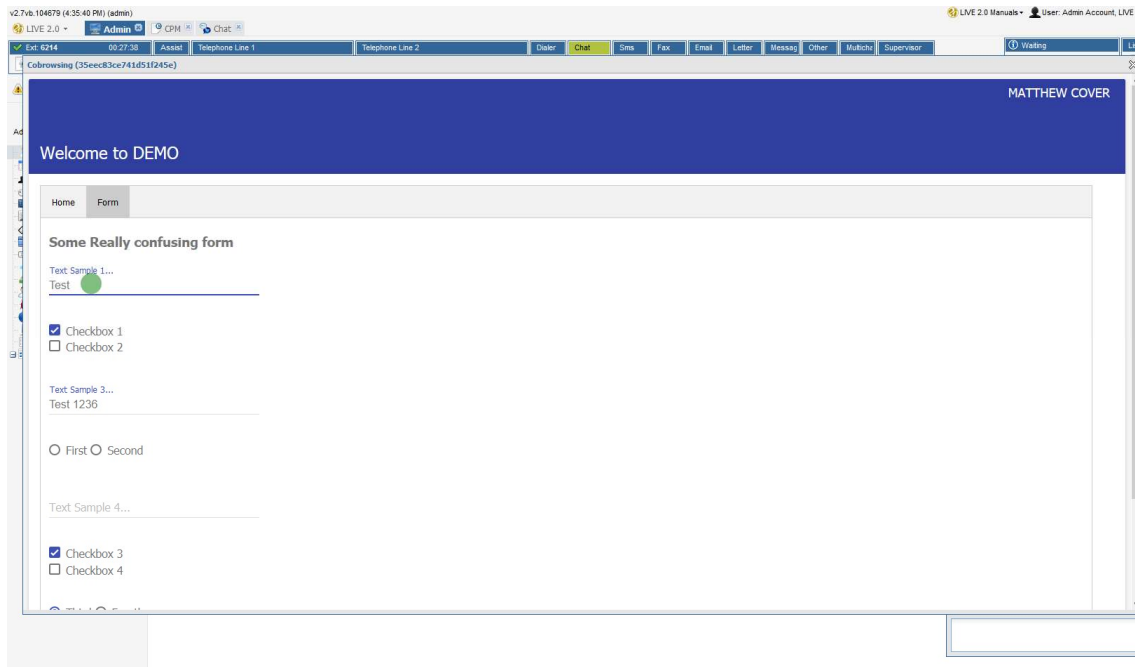 v2.7vb.104679 (4:35:40 PM) (admin)
LIVE 2.0 Manuals
User: Admin Account, LIVE
LIVE 2.0
Admin
CPM
Chat
Ext: 6214
00:27:38
Assist
Telephone Line 1
Telephone Line 2
Dialer
Chat
Sms
Fax
Email
Letter
Messag
Other
Multicha
Supervisor
Waiting
Cobrowsing (35eec83ce741d51f245e)
MATTHEW COVER
Ad
Welcome to DEMO
Home
Form
Some Really confusing form
Text Sample 1...
Test
Checkbox 1
Checkbox 2
Text Sample 3...
Test 1236
First
Second
Text Sample 4...
Checkbox 3
Checkbox 4